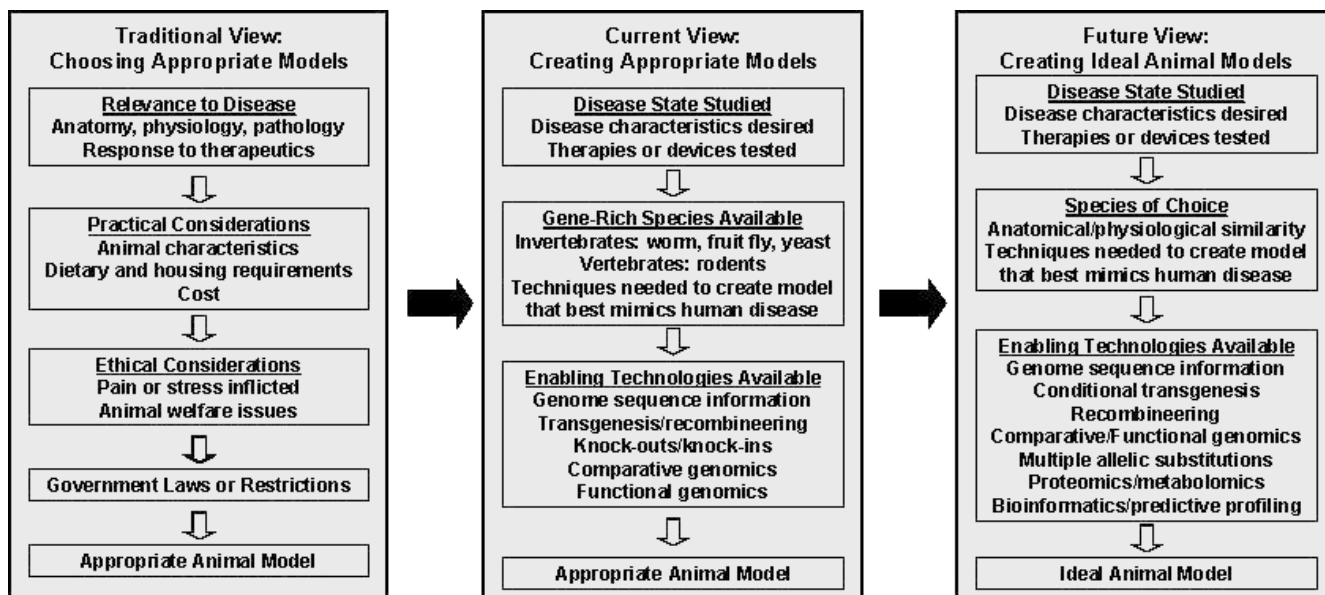 Traditional View:
Choosing Appropriate Models
Relevance to Disease
Anatomy, physiology, pathology
Response to therapeutics
Practical Considerations
Animal characteristics
Dietary and housing requirements
Cost
Ethical Considerations
Pain or stress inflicted
Animal welfare issues
Government Laws or Restrictions
Appropriate Animal Model
Current View:
Creating Appropriate Models
Disease State Studied
Disease characteristics desired
Therapies or devices tested
Gene-Rich Species Available
Invertebrates: worm, fruit fly, yeast
Vertebrates: rodents
Techniques needed to create model
that best mimics human disease
Enabling Technologies Available
Genome sequence information
Transgenesis/recombineering
Knock-outs/knock-ins
Comparative genomics
Functional genomics
Appropriate Animal Model
Future View:
Creating Ideal Animal Models
Disease State Studied
Disease characteristics desired
Therapies or devices tested
Species of Choice
Anatomical/physiological similarity
Techniques needed to create model
that best mimics human disease
Enabling Technologies Available
Genome sequence information
Conditional transgenesis
Recombineering
Comparative/Functional genomics
Multiple allelic substitutions
Proteomics/metabolomics
Bioinformatics/predictive profiling
Ideal Animal Model